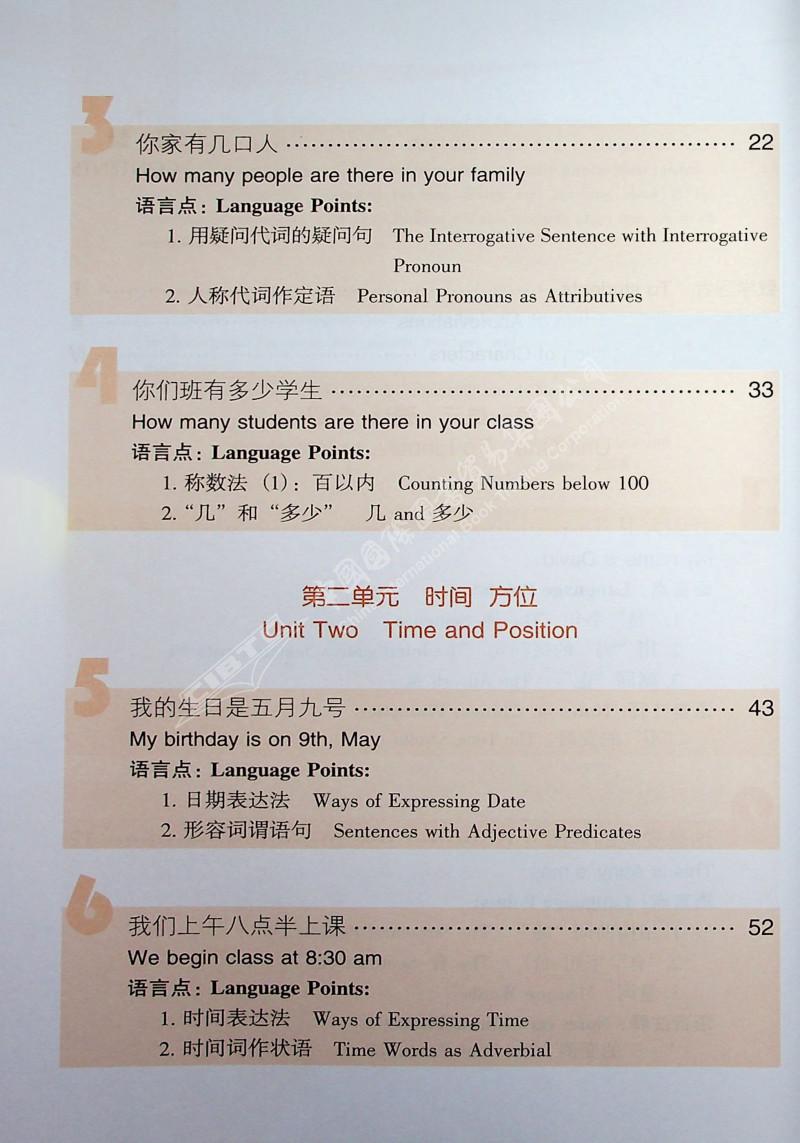 3
你家有几口人 …… 22
How many people are there in your family
语言点：Language Points:
1. 用疑问代词的疑问句 The Interrogative Sentence with Interrogative
Pronoun
2. 人称代词作定语 Personal Pronouns as Attributives
4
你们班有多少学生 …… 33
How many students are there in your class
语言点：Language Points:
1. 称数法（1）：百以内 Counting Numbers below 100
2. “几”和“多少” 几 and 多少
第二单元 时间 方位
Unit Two Time and Position
5
我的生日是五月九号 …… 43
My birthday is on 9th, May
语言点：Language Points:
1. 日期表达法 Ways of Expressing Date
2. 形容词谓语句 Sentences with Adjective Predicates
6
我们上午八点半上课 …… 52
We begin class at 8:30 am
语言点：Language Points:
1. 时间表达法 Ways of Expressing Time
2. 时间词作状语 Time Words as Adverbial
CIBTC